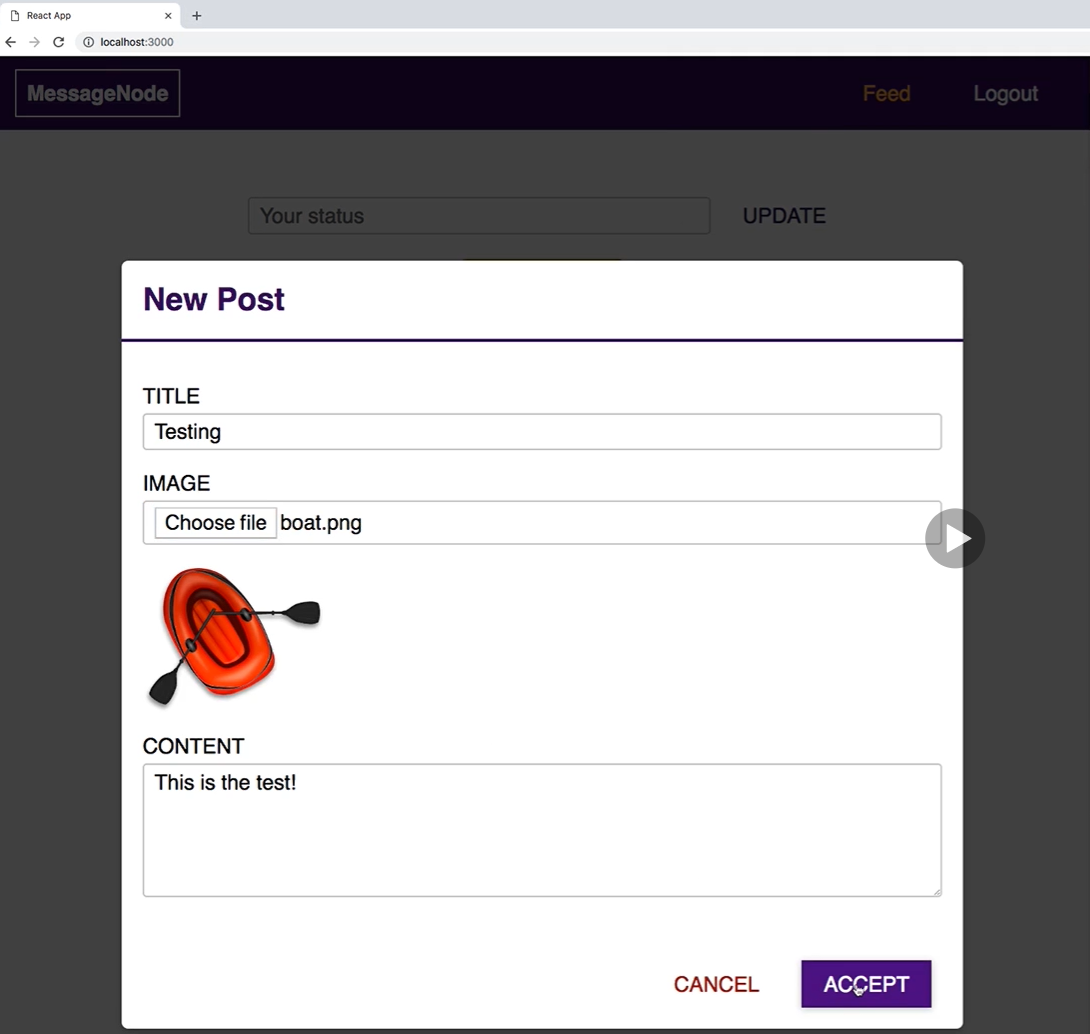 React App
localhost:3000
MessageNode
Feed
Logout
Your status
UPDATE
New Post
TITLE
Testing
IMAGE
Choose file boat.png
CONTENT
This is the test!
CANCEL
ACCEPT